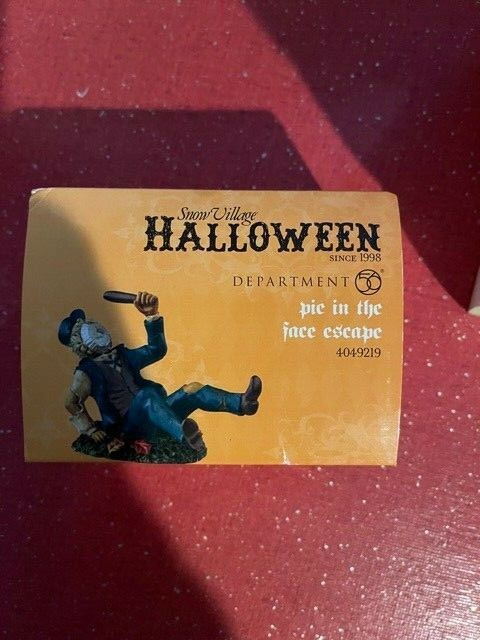 Snow Village
HALLOWEEN
SINCE 1998
DEPARTMENT 56®
pie in the
face escape
4049219